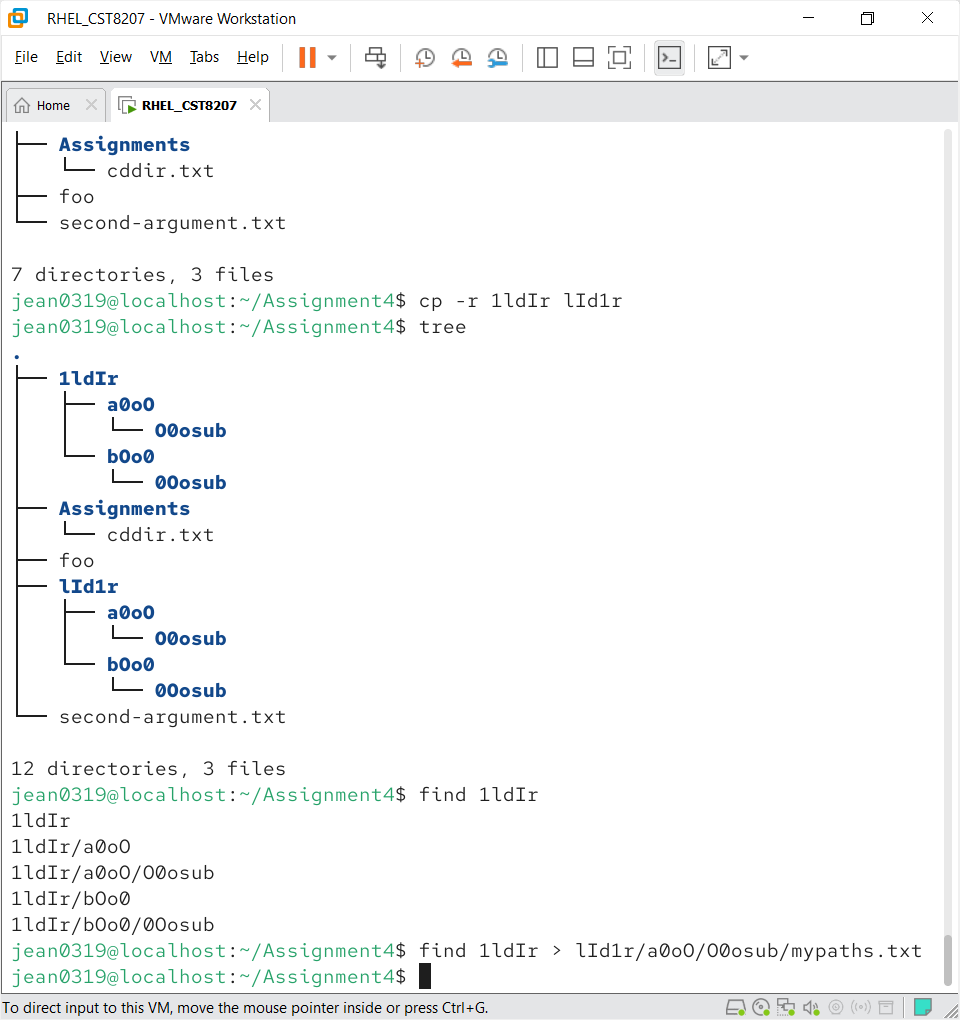 RHEL_CST8207 - VMware Workstation
File Edit View VM Tabs Help
Home RHEL_CST8207
├── Assignments
│   └── cddir.txt
├── foo
└── second-argument.txt
7 directories, 3 files
jean0319@localhost:~/Assignment4$ cp -r 1ldIr lId1r
jean0319@localhost:~/Assignment4$ tree
.
├── 1ldIr
│   ├── a0oO
│   │   └── O0osub
│   └── bOo0
│       └── 0Oosub
├── Assignments
│   └── cddir.txt
├── foo
├── lId1r
│   ├── a0oO
│   │   └── O0osub
│   └── bOo0
│       └── 0Oosub
└── second-argument.txt
12 directories, 3 files
jean0319@localhost:~/Assignment4$ find 1ldIr
1ldIr
1ldIr/a0oO
1ldIr/a0oO/O0osub
1ldIr/bOo0
1ldIr/bOo0/0Oosub
jean0319@localhost:~/Assignment4$ find 1ldIr > lId1r/a0oO/O0osub/mypaths.txt
jean0319@localhost:~/Assignment4$
To direct input to this VM, move the mouse pointer inside or press Ctrl+G.